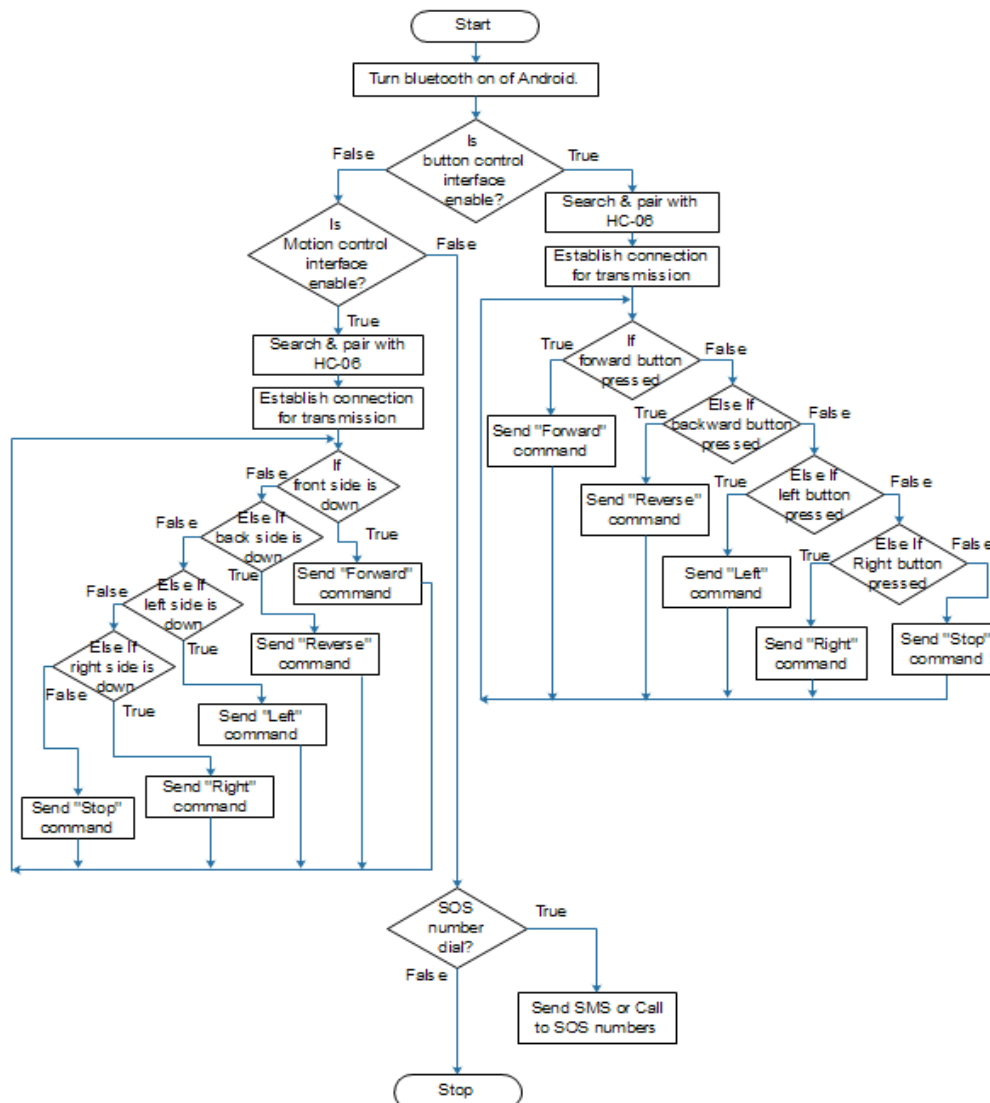 Start
Turn bluetooth on of Android.
Is
button control
interface
enable?
False
True
Search & pair with
HC-06
Establish connection
for transmission
Is
Motion control
interface
enable?
False
True
Search & pair with
HC-06
Establish connection
for transmission
If
forward button
pressed
True
False
Send "Forward"
command
Else If
backward button
pressed
True
False
Send "Reverse"
command
Else If
left button
pressed
True
False
Send "Left"
command
Else If
Right button
pressed
True
False
Send "Right"
command
Send "Stop"
command
If
front side is
down
False
True
Send "Forward"
command
Else If
back side is
down
False
True
Send "Reverse"
command
Else If
left side is
down
False
True
Send "Left"
command
Else If
right side is
down
False
True
Send "Right"
command
Send "Stop"
command
SOS
number
dial?
True
False
Send SMS or Call
to SOS numbers
Stop